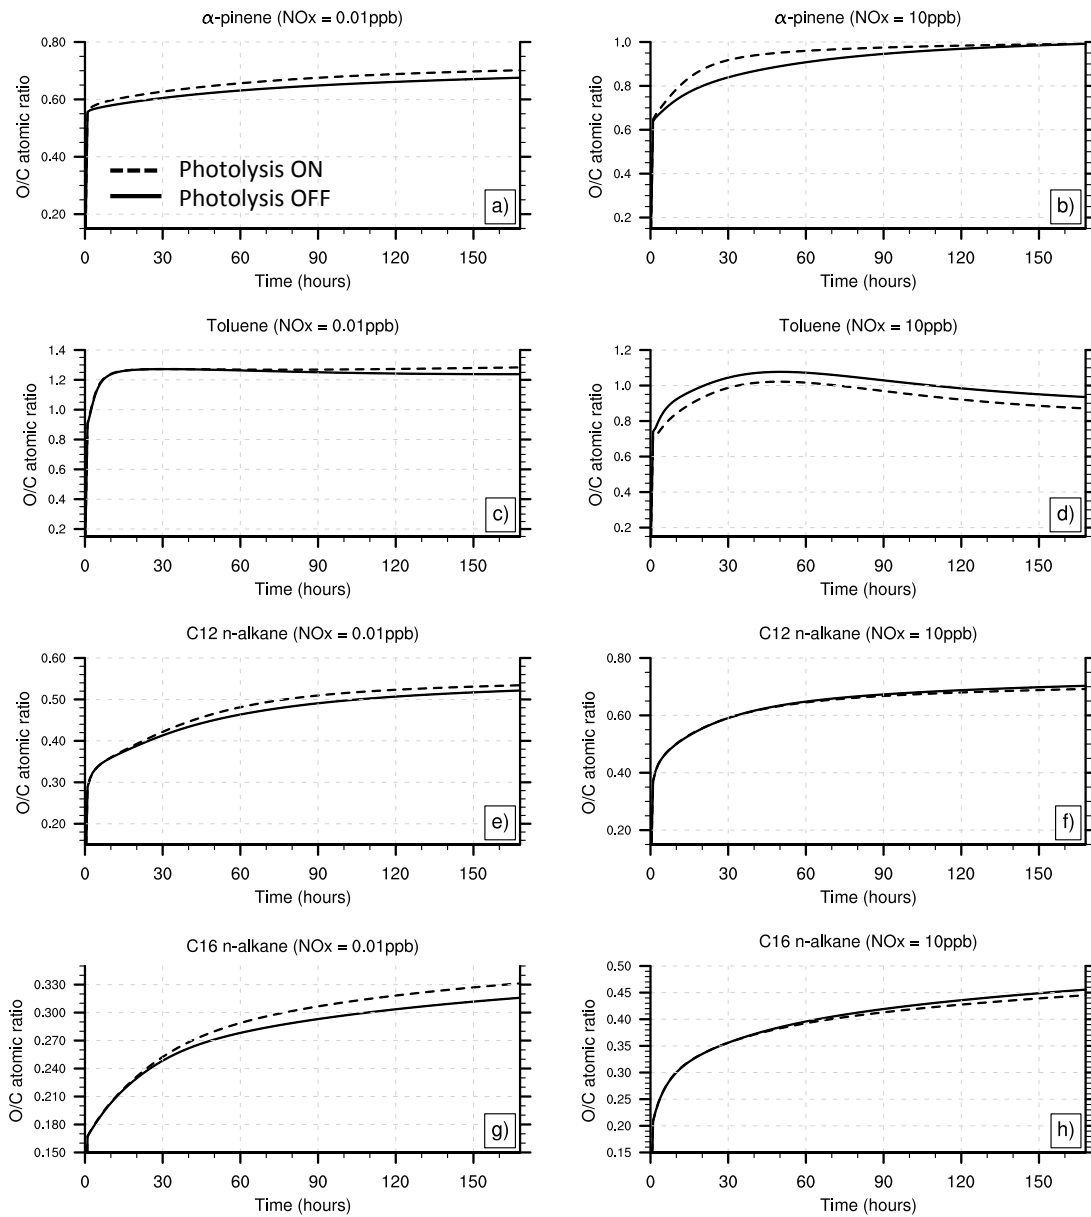 α-pinene (NOx = 0.01ppb)
O/C atomic ratio
0.80
0.60
0.40
0.20
Photolysis ON
Photolysis OFF
a)
0 30 60 90 120 150
Time (hours)
α-pinene (NOx = 10ppb)
O/C atomic ratio
1.0
0.8
0.6
0.4
0.2
b)
0 30 60 90 120 150
Time (hours)
Toluene (NOx = 0.01ppb)
O/C atomic ratio
1.4
1.2
1.0
0.8
0.6
0.4
0.2
c)
0 30 60 90 120 150
Time (hours)
Toluene (NOx = 10ppb)
O/C atomic ratio
1.2
1.0
0.8
0.6
0.4
0.2
d)
0 30 60 90 120 150
Time (hours)
C12 n-alkane (NOx = 0.01ppb)
O/C atomic ratio
0.60
0.50
0.40
0.30
0.20
e)
0 30 60 90 120 150
Time (hours)
C12 n-alkane (NOx = 10ppb)
O/C atomic ratio
0.80
0.60
0.40
0.20
f)
0 30 60 90 120 150
Time (hours)
C16 n-alkane (NOx = 0.01ppb)
O/C atomic ratio
0.330
0.300
0.270
0.240
0.210
0.180
0.150
g)
0 30 60 90 120 150
Time (hours)
C16 n-alkane (NOx = 10ppb)
O/C atomic ratio
0.50
0.45
0.40
0.35
0.30
0.25
0.20
0.15
h)
0 30 60 90 120 150
Time (hours)